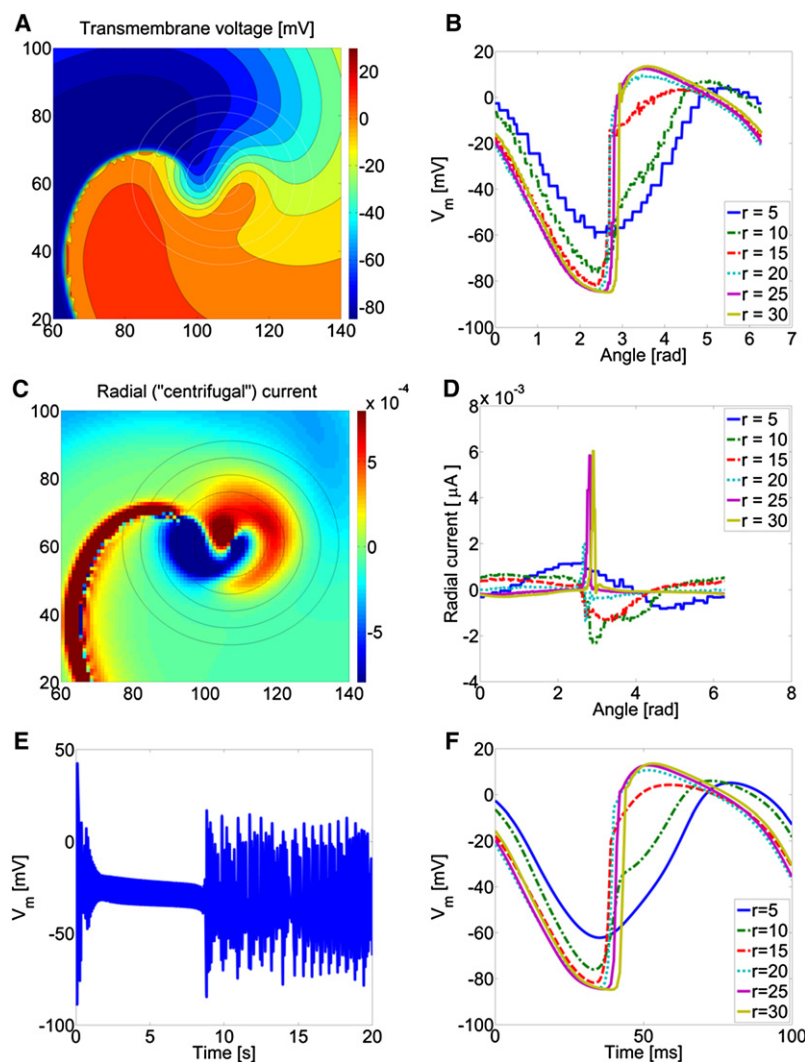 A
Transmembrane voltage [mV]
100
80
60
40
20
60 80 100 120 140
20
0
-20
-40
-60
-80
B
20
0
-20
-40
-60
-80
-100
V_m [mV]
0 1 2 3 4 5 6 7
Angle [rad]
r = 5
r = 10
r = 15
r = 20
r = 25
r = 30
C
Radial ("centrifugal") current
100
80
60
40
20
60 80 100 120 140
x 10^-4
5
0
-5
D
x 10^-3
8
6
4
2
0
-2
-4
Radial current [ μA]
0 2 4 6 8
Angle [rad]
r = 5
r = 10
r = 15
r = 20
r = 25
r = 30
E
50
0
-50
-100
V_m [mV]
0 5 10 15 20
Time [s]
F
20
0
-20
-40
-60
-80
-100
V_m [mV]
0 50 100
Time [ms]
r=5
r=10
r=15
r=20
r=25
r=30